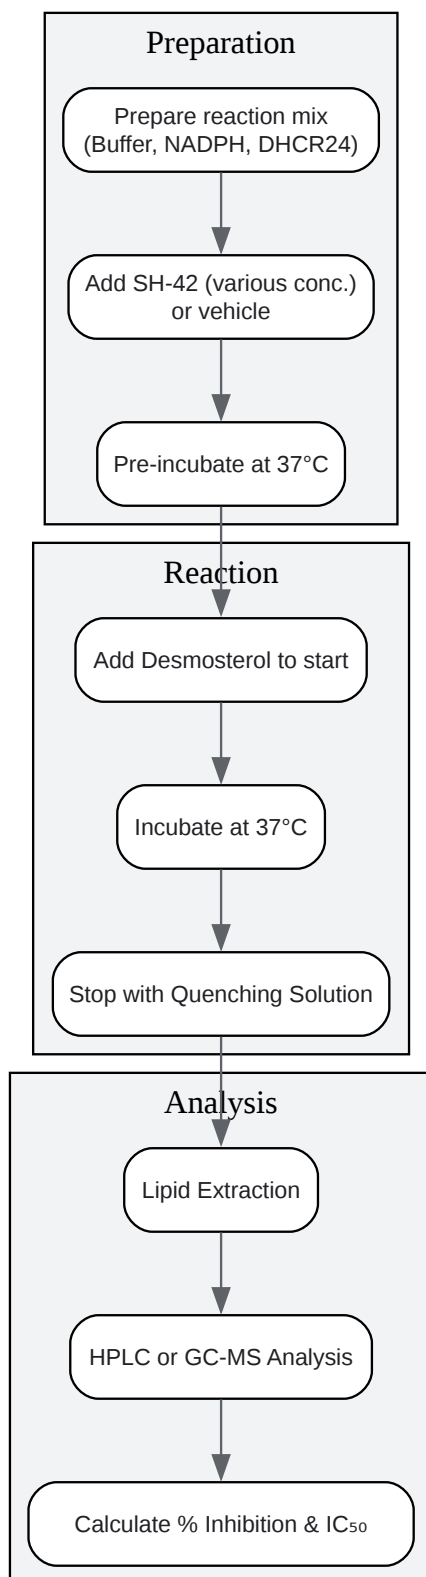 Preparation
Prepare reaction mix
(Buffer, NADPH, DHCR24)
Add SH-42 (various conc.)
or vehicle
Pre-incubate at 37°C
Reaction
Add Desmosterol to start
Incubate at 37°C
Stop with Quenching Solution
Analysis
Lipid Extraction
HPLC or GC-MS Analysis
Calculate % Inhibition & IC₅₀